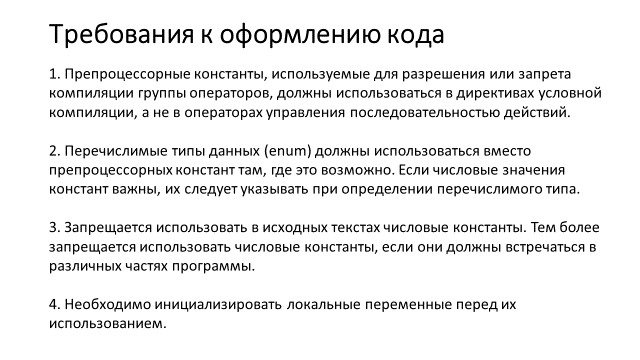 Требования к оформлению кода
1. Препроцессорные константы, используемые для разрешения или запрета
компиляции группы операторов, должны использоваться в директивах условной
компиляции, а не в операторах управления последовательностью действий.
2. Перечислимые типы данных (enum) должны использоваться вместо
препроцессорных констант там, где это возможно. Если числовые значения
констант важны, их следует указывать при определении перечислимого типа.
3. Запрещается использовать в исходных текстах числовые константы. Тем более
запрещается использовать числовые константы, если они должны встречаться в
различных частях программы.
4. Необходимо инициализировать локальные переменные перед их
использованием.